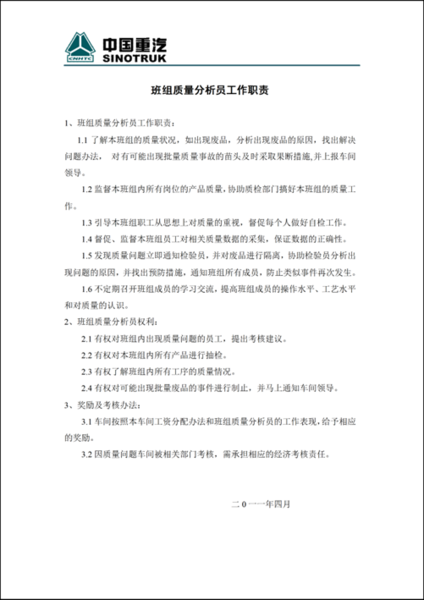 CNHTC
中国重汽
SINOTRUK
班组质量分析员工作职责
1、班组质量分析员工作职责：
1.1 了解本班组的质量状况，如出现废品，分析出现废品的原因，找出解决
问题办法， 对有可能出现批量质量事故的苗头及时采取果断措施,并上报车间
领导。
1.2 监督本班组内所有岗位的产品质量，协助质检部门搞好本班组的质量工
作。
1.3 引导本班组职工从思想上对质量的重视，督促每个人做好自检工作。
1.4 督促、监督本班组员工对相关质量数据的采集，保证数据的正确性。
1.5 发现质量问题立即通知检验员，并对废品进行隔离，协助检验员分析出
现问题的原因，并找出预防措施，通知班组所有成员，防止类似事件再次发生。
1.6 不定期召开班组成员的学习交流，提高班组成员的操作水平、工艺水平
和对质量的认识。
2、班组质量分析员权利：
2.1 有权对班组内出现质量问题的员工，提出考核建议。
2.2 有权对本班组内所有产品进行抽检。
2.3 有权了解班组内所有工序的质量情况。
2.4 有权对可能出现批量废品的事件进行制止，并马上通知车间领导。
3、奖励及考核办法：
3.1 车间按照本车间工资分配办法和班组质量分析员的工作表现，给予相应
的奖励。
3.2 因质量问题车间被相关部门考核，需承担相应的经济考核责任。
二〇一一年四月